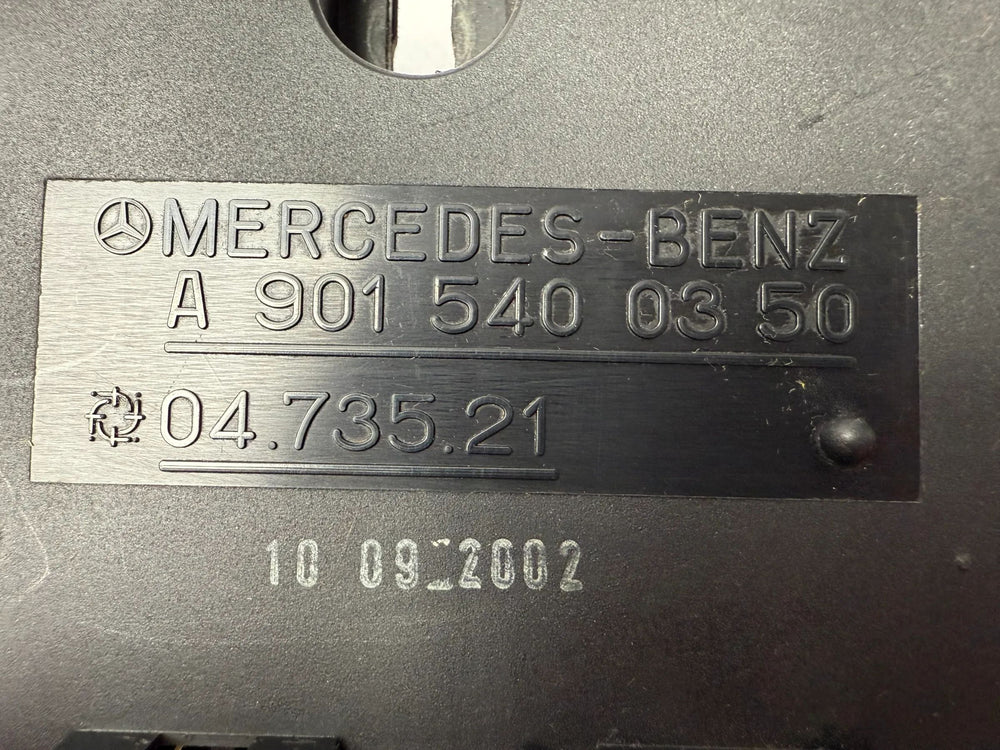 MERCEDES-BENZ
A 901 540 03 50
04.735.21
10 09 2002